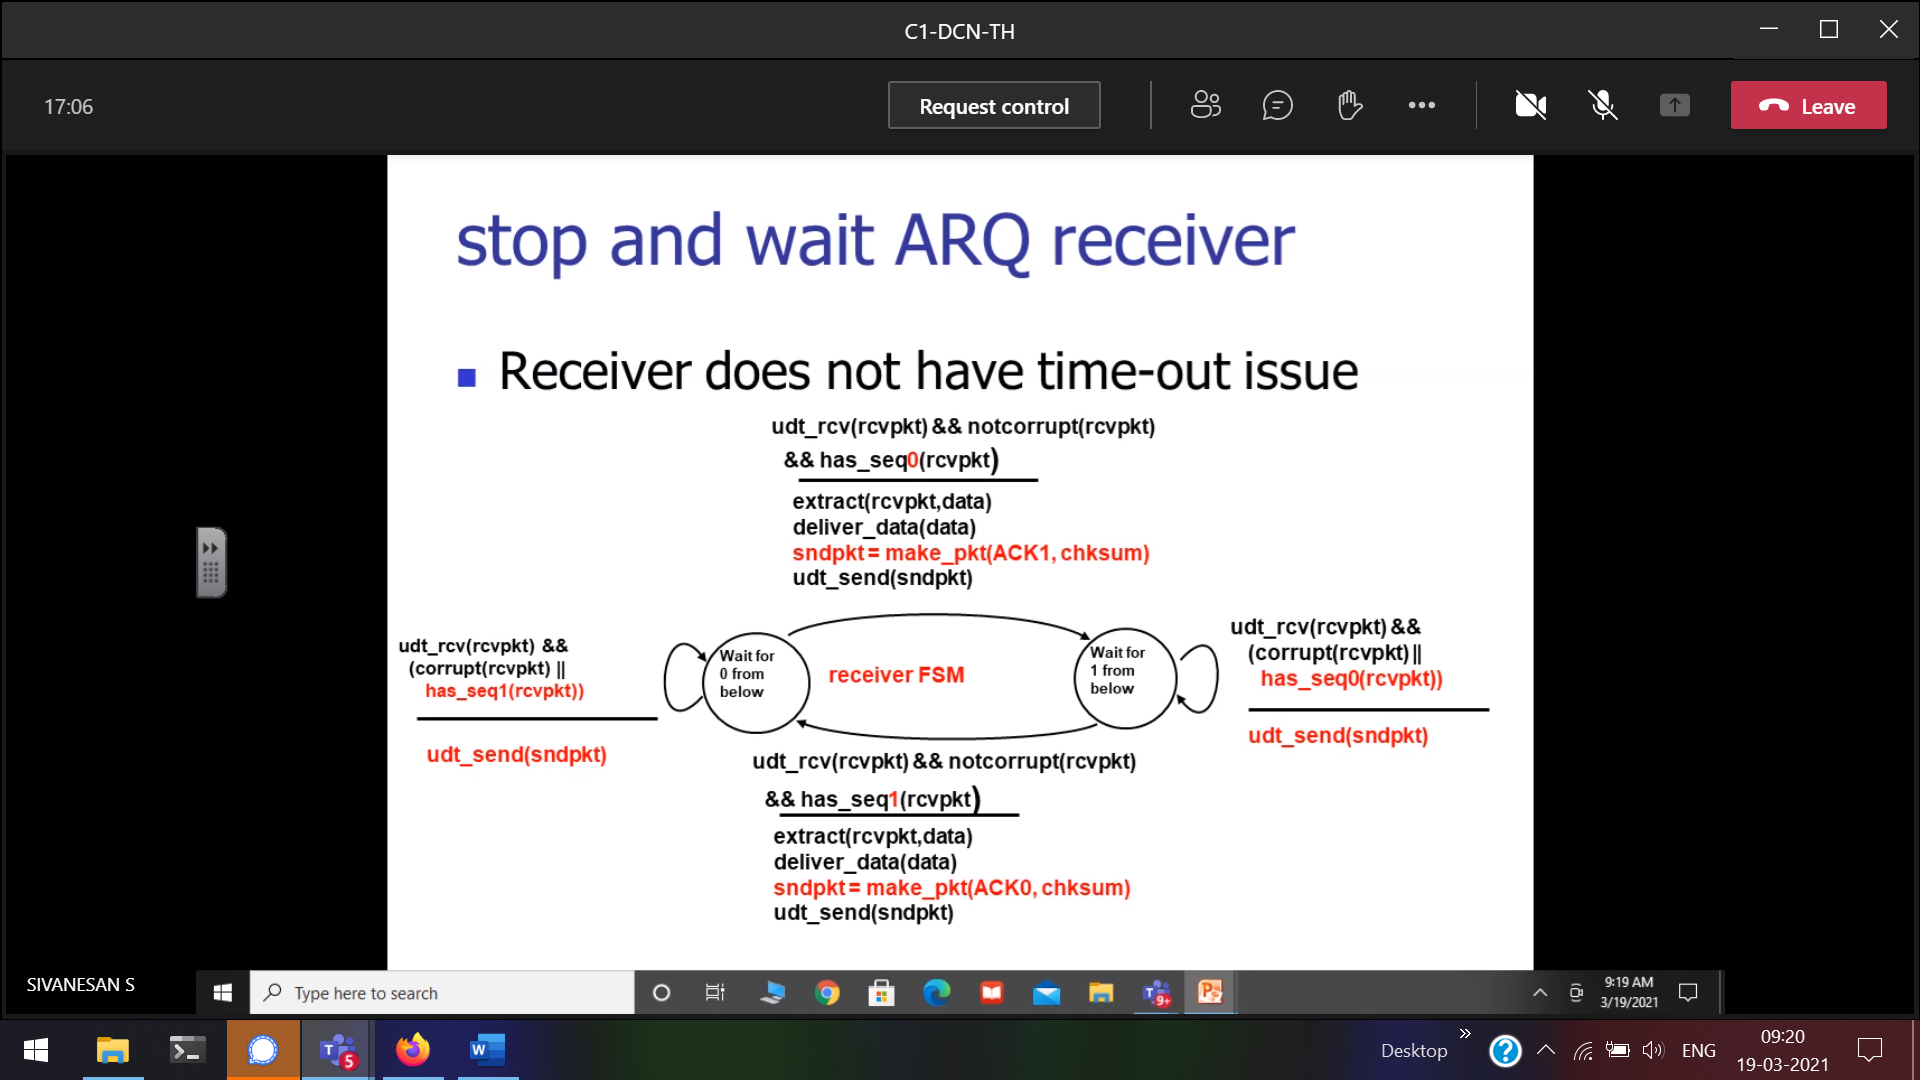 C1-DCN-TH
17:06
Request control
Leave
stop and wait ARQ receiver
Receiver does not have time-out issue
udt_rcv(rcvpkt) && notcorrupt(rcvpkt)
&& has_seq0(rcvpkt)
extract(rcvpkt,data)
deliver_data(data)
sndpkt = make_pkt(ACK1, chksum)
udt_send(sndpkt)
udt_rcv(rcvpkt) &&
(corrupt(rcvpkt) ||
has_seq1(rcvpkt))
udt_send(sndpkt)
Wait for
0 from
below
receiver FSM
Wait for
1 from
below
udt_rcv(rcvpkt) &&
(corrupt(rcvpkt) ||
has_seq0(rcvpkt))
udt_send(sndpkt)
udt_rcv(rcvpkt) && notcorrupt(rcvpkt)
&& has_seq1(rcvpkt)
extract(rcvpkt,data)
deliver_data(data)
sndpkt = make_pkt(ACK0, chksum)
udt_send(sndpkt)
SIVANESAN S
Type here to search
9+
9:19 AM
3/19/2021
5
Desktop
ENG
09:20
19-03-2021